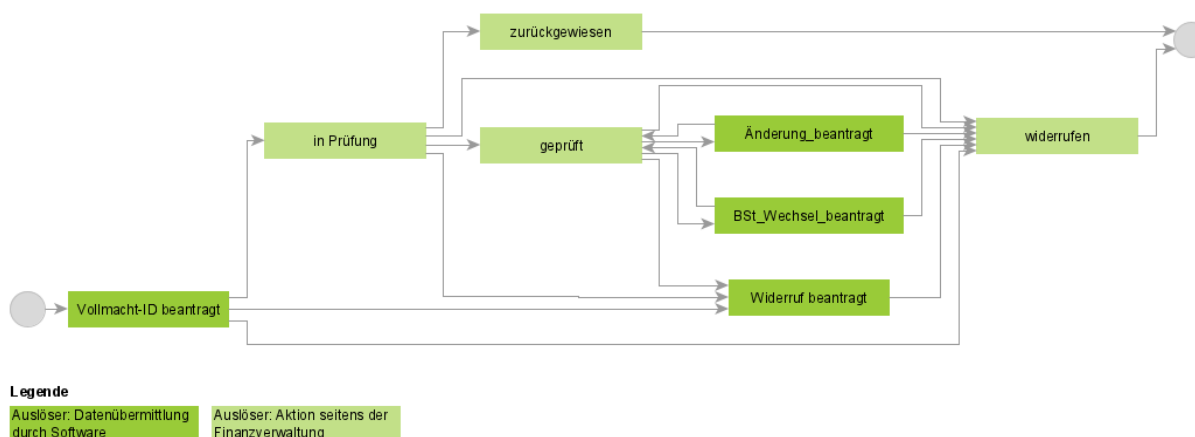 zurückgewiesen
in Prüfung
geprüft
Änderung_beantragt
widerrufen
BSt_Wechsel_beantragt
Vollmacht-ID beantragt
Widerruf beantragt
Legende
Auslöser: Datenübermittlung
durch Software
Auslöser: Aktion seitens der
Finanzverwaltung